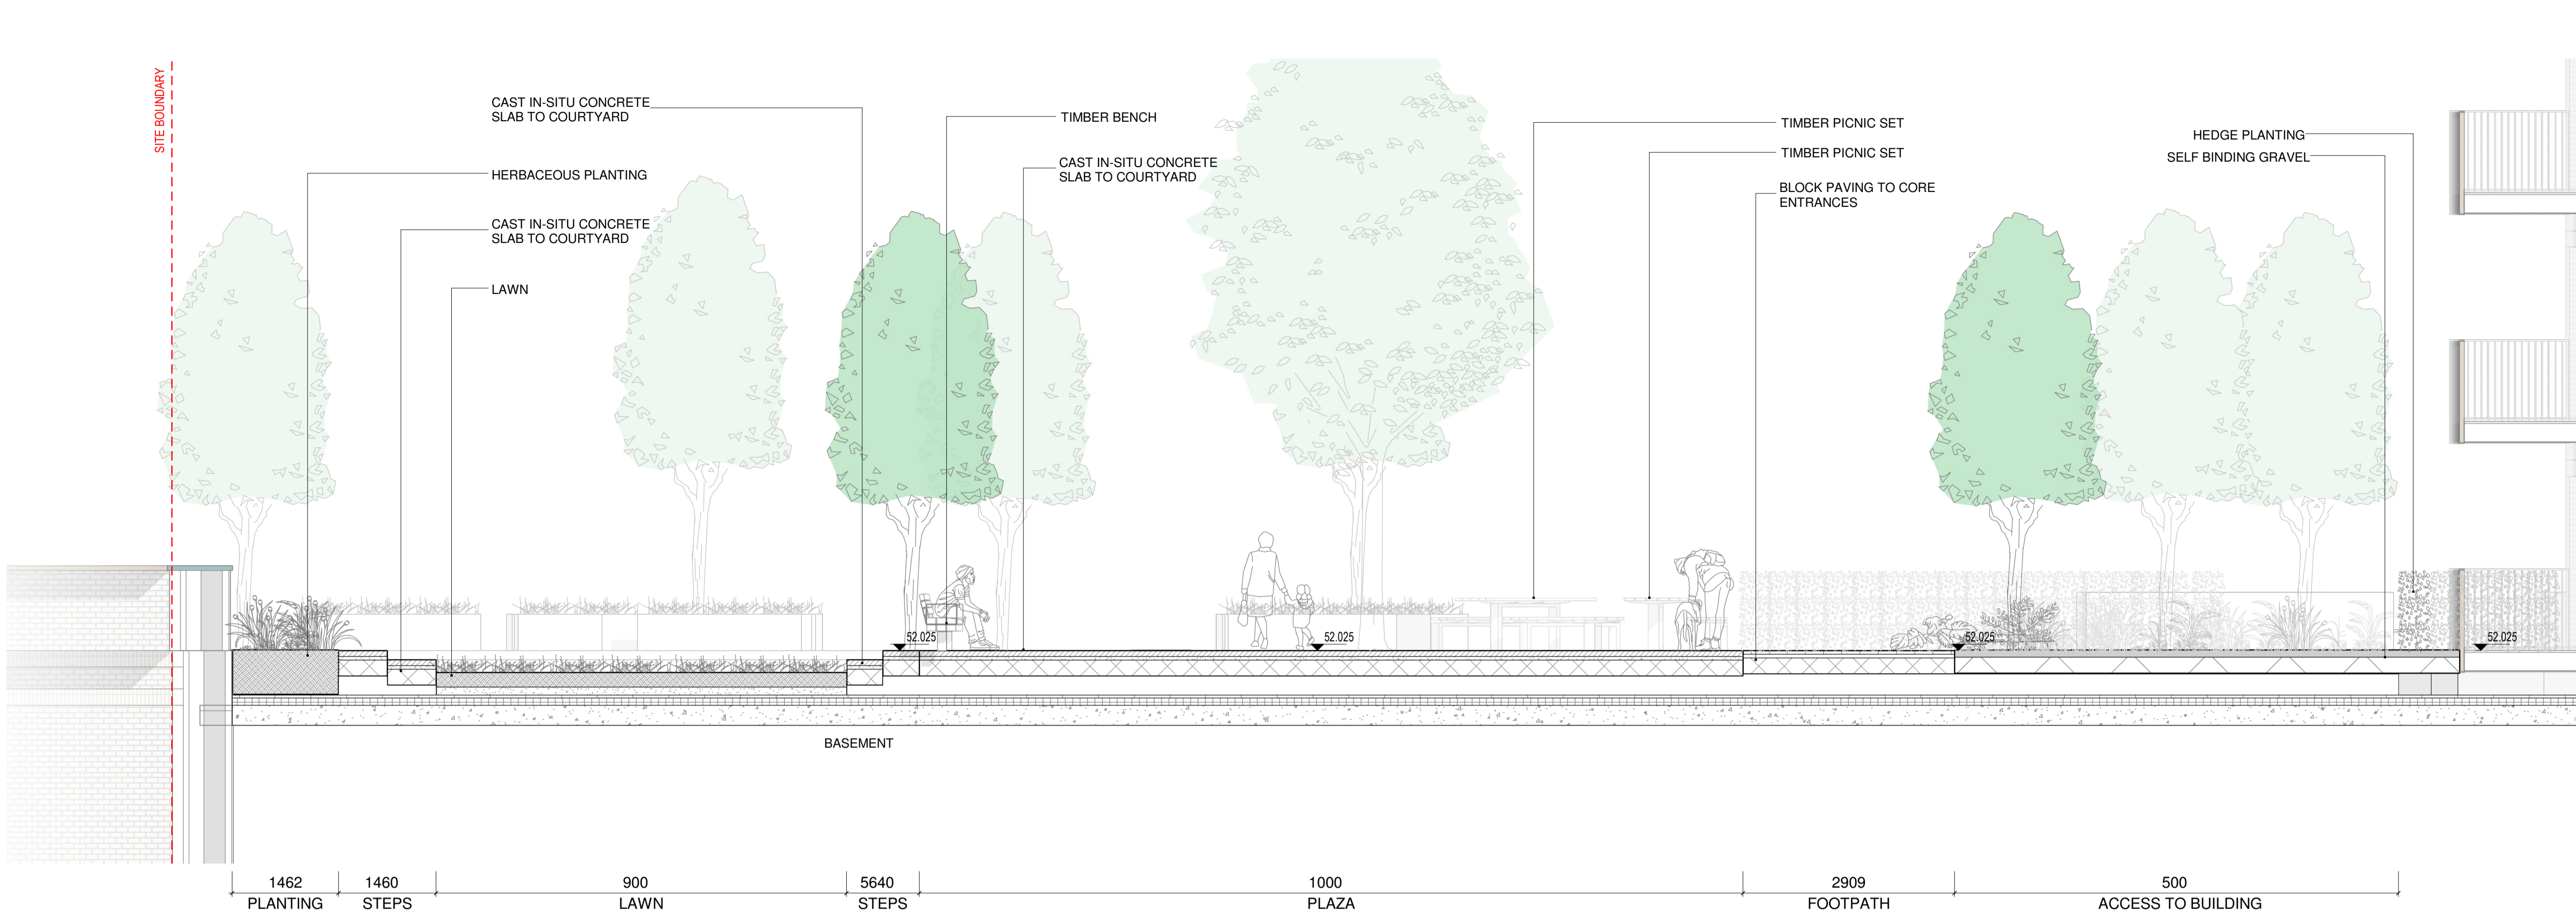 SITE BOUNDARY
CAST IN-SITU CONCRETE
SLAB TO COURTYARD
HERBACEOUS PLANTING
CAST IN-SITU CONCRETE
SLAB TO COURTYARD
LAWN
TIMBER BENCH
CAST IN-SITU CONCRETE
SLAB TO COURTYARD
TIMBER PICNIC SET
TIMBER PICNIC SET
BLOCK PAVING TO CORE
ENTRANCES
HEDGE PLANTING
SELF BINDING GRAVEL
52.025
52.025
52.025
52.025
BASEMENT
1462
PLANTING
1460
STEPS
900
LAWN
5640
STEPS
1000
PLAZA
2909
FOOTPATH
500
ACCESS TO BUILDING